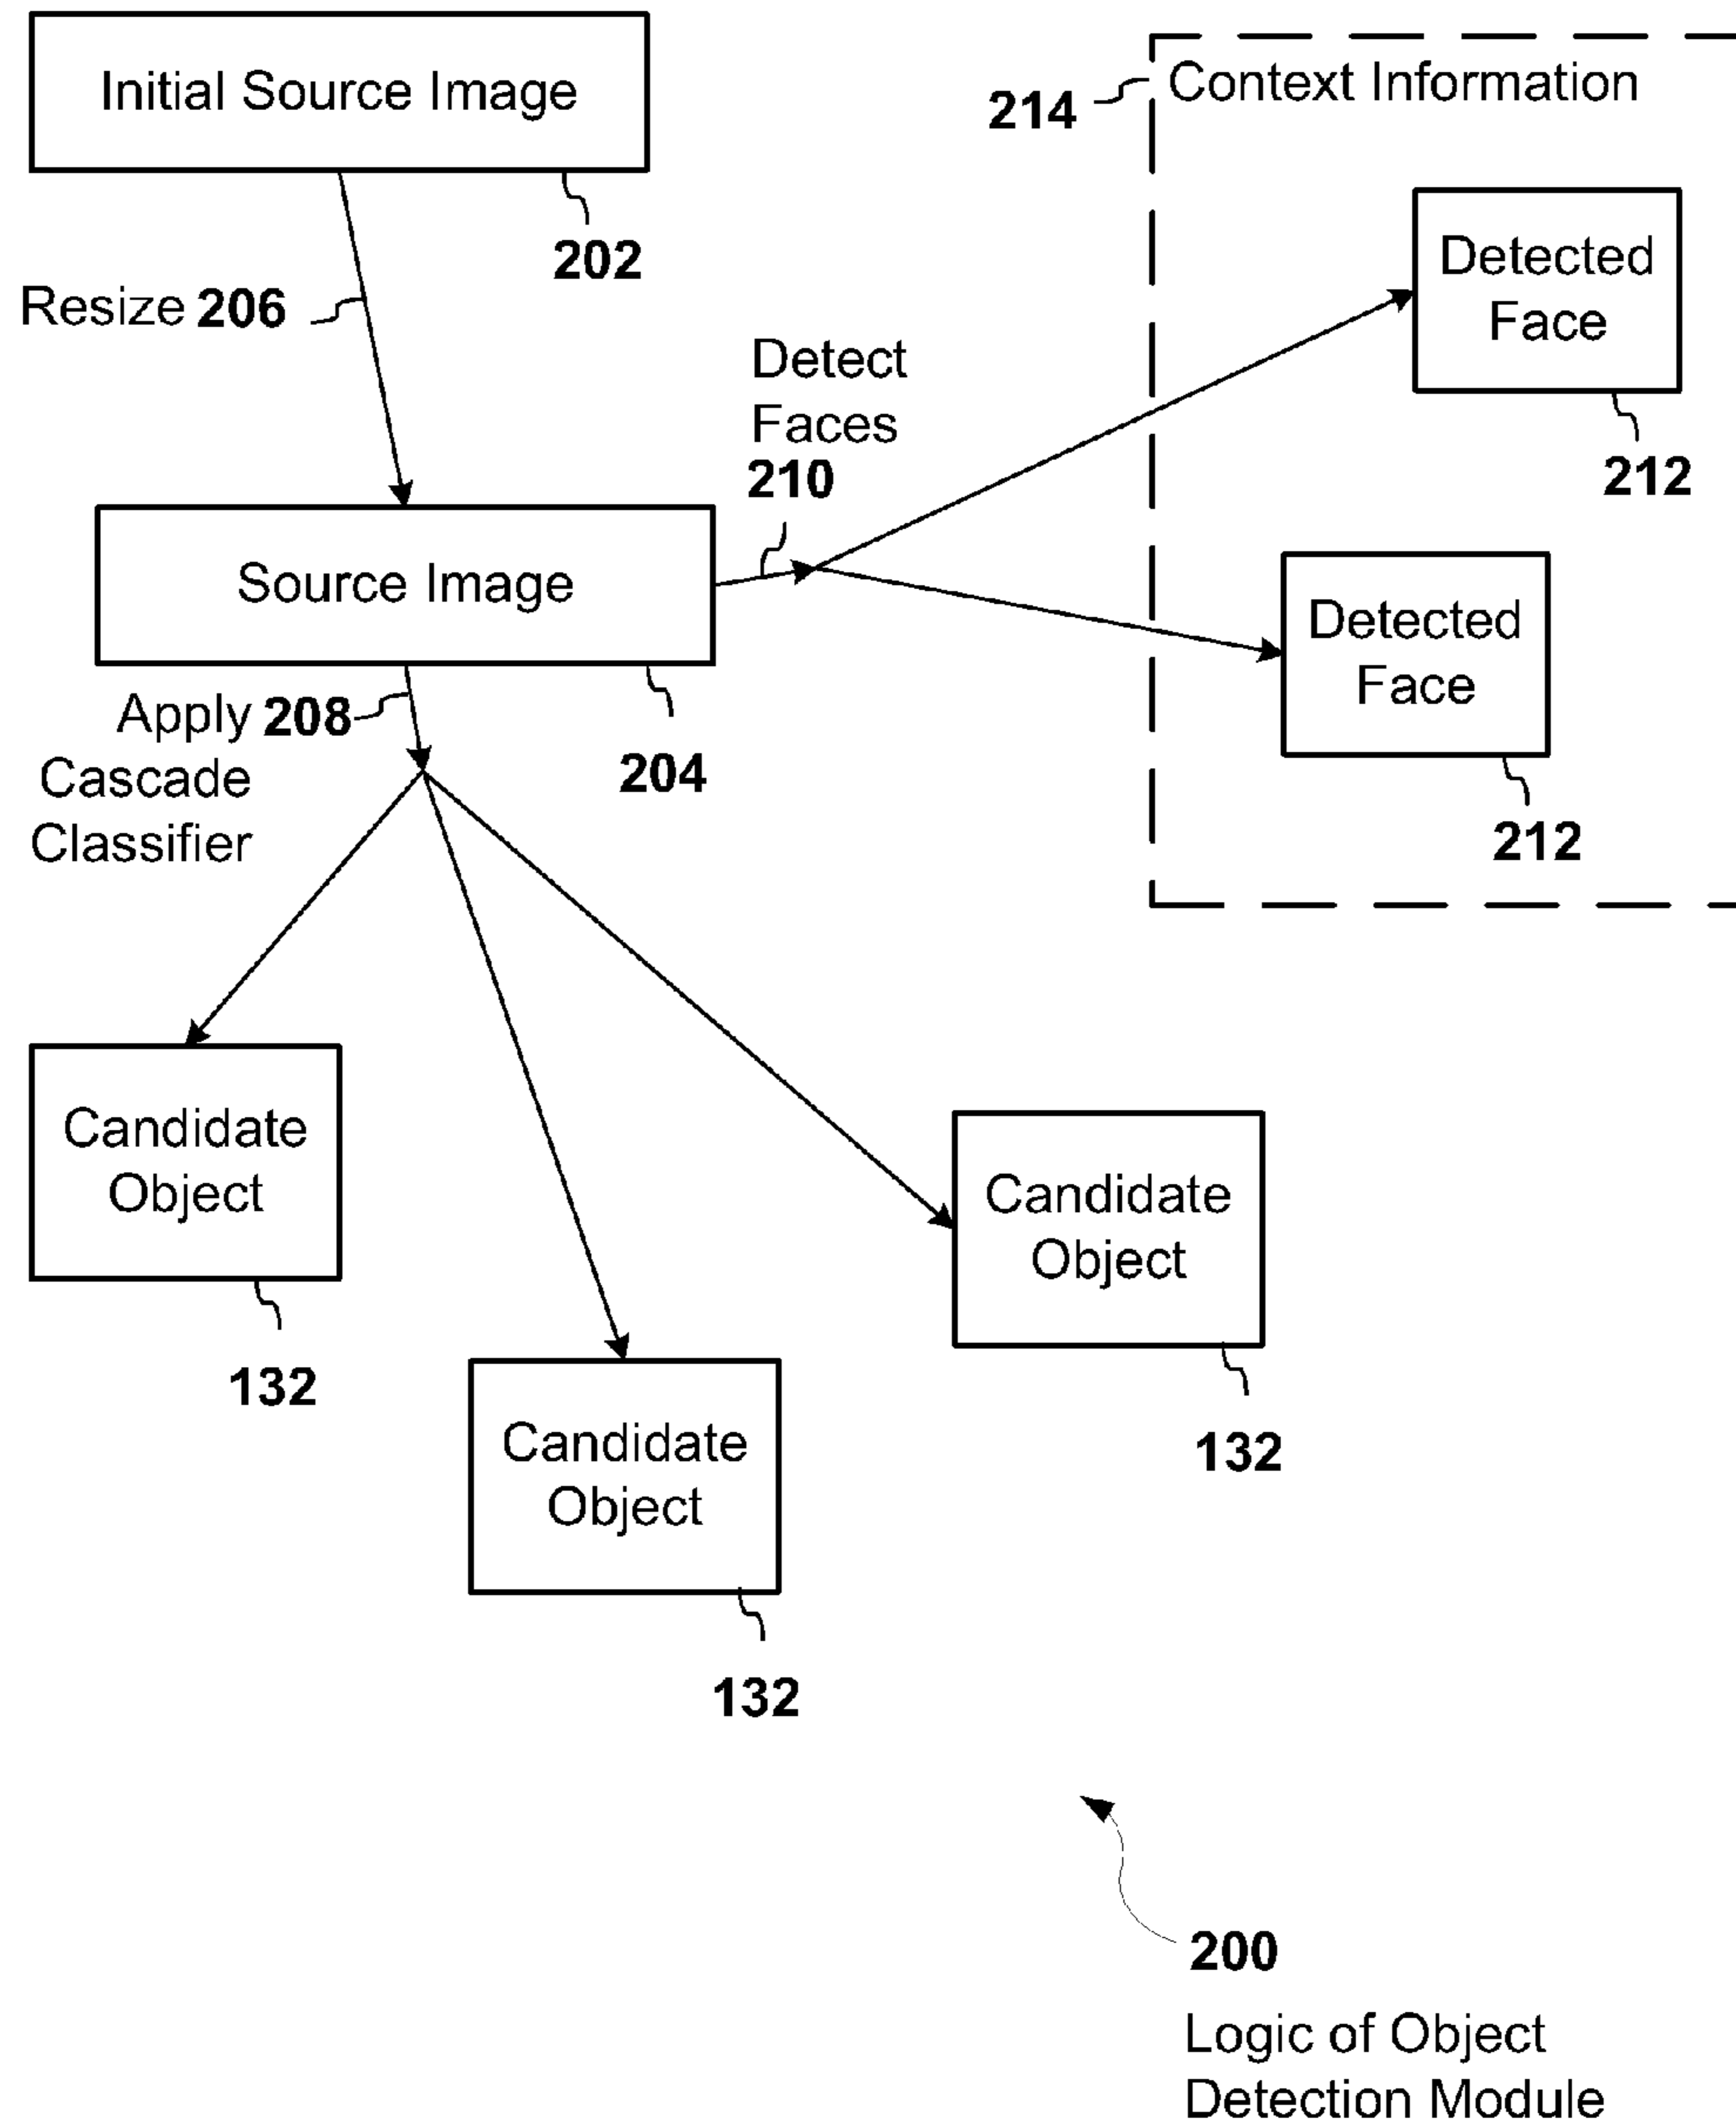 Initial Source Image
202
214
Context Information
Resize 206
Detect
Faces
210
Detected
Face
212
Source Image
204
Detected
Face
212
Apply 208
Cascade
Classifier
Candidate
Object
132
Candidate
Object
132
Candidate
Object
132
200
Logic of Object
Detection Module